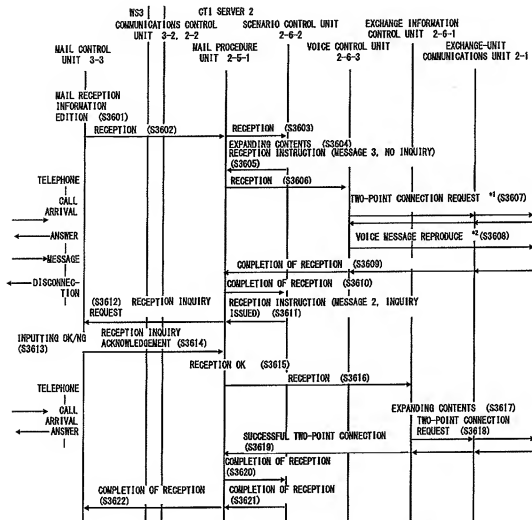 WS3
CTI SERVER 2
COMMUNICATIONS CONTROL
UNIT 3-2, 2-2
SCENARIO CONTROL UNIT
2-6-2
EXCHANGE INFORMATION
CONTROL UNIT 2-6-1
MAIL CONTROL
UNIT 3-3
MAIL PROCEDURE
UNIT 2-5-1
VOICE CONTROL UNIT
2-6-3
EXCHANGE-UNIT
COMMUNICATIONS UNIT 2-1
MAIL RECEPTION
INFORMATION
EDITION (S3601)
RECEPTION (S3602)
RECEPTION (S3603)
EXPANDING CONTENTS (S3604)
RECEPTION INSTRUCTION (MESSAGE 3, NO INQUIRY)
(S3605)
RECEPTION (S3606)
TELEPHONE
CALL
ARRIVAL
TWO-POINT CONNECTION REQUEST *1 (S3607)
ANSWER
VOICE MESSAGE REPRODUCE *2 (S3608)
MESSAGE
COMPLETION OF RECEPTION (S3609)
DISCONNEC-
TION
COMPLETION OF RECEPTION (S3610)
(S3612) RECEPTION INQUIRY
REQUEST
RECEPTION INSTRUCTION (MESSAGE 2, INQUIRY
ISSUED) (S3611)
INPUTTING OK/NG
(S3613)
RECEPTION INQUIRY
ACKNOWLEDGEMENT (S3614)
RECEPTION OK (S3615)
RECEPTION (S3616)
TELEPHONE
CALL
ARRIVAL
ANSWER
EXPANDING CONTENTS (S3617)
TWO-POINT CONNECTION
REQUEST (S3618)
SUCCESSFUL TWO-POINT CONNECTION
(S3619)
COMPLETION OF RECEPTION
(S3620)
COMPLETION OF RECEPTION
(S3622)
COMPLETION OF RECEPTION
(S3621)